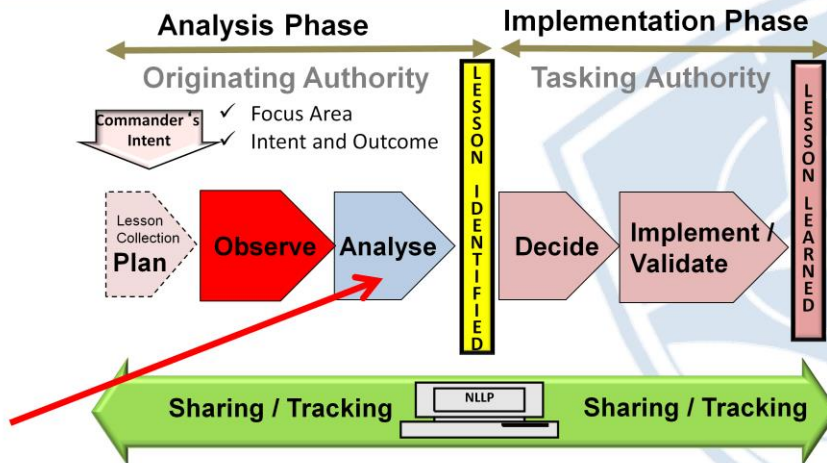 Analysis Phase
Implementation Phase
Originating Authority
Tasking Authority
Commander's
Intent
✓ Focus Area
✓ Intent and Outcome
Lesson
Collection
Plan
Observe
Analyse
LESSON IDENTIFIED
Decide
Implement /
Validate
LESSON LEARNED
Sharing / Tracking
NLLP
Sharing / Tracking